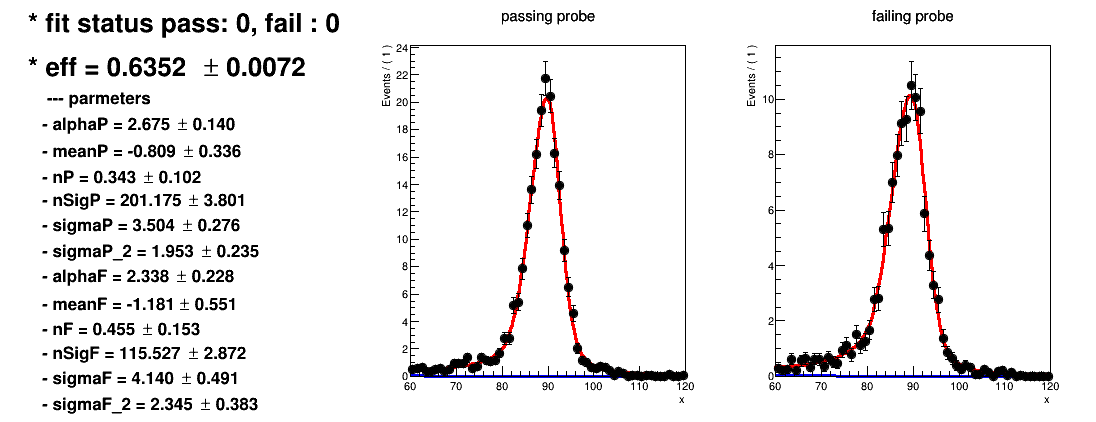 * fit status pass: 0, fail : 0
* eff = 0.6352 ± 0.0072
--- parmeters
- alphaP = 2.675 ± 0.140
- meanP = -0.809 ± 0.336
- nP = 0.343 ± 0.102
- nSigP = 201.175 ± 3.801
- sigmaP = 3.504 ± 0.276
- sigmaP_2 = 1.953 ± 0.235
- alphaF = 2.338 ± 0.228
- meanF = -1.181 ± 0.551
- nF = 0.455 ± 0.153
- nSigF = 115.527 ± 2.872
- sigmaF = 4.140 ± 0.491
- sigmaF_2 = 2.345 ± 0.383
passing probe
Events / ( 1 )
24
22
20
18
16
14
12
10
8
6
4
2
0
60 70 80 90 100 110 120
x
failing probe
Events / ( 1 )
10
8
6
4
2
0
60 70 80 90 100 110 120
x